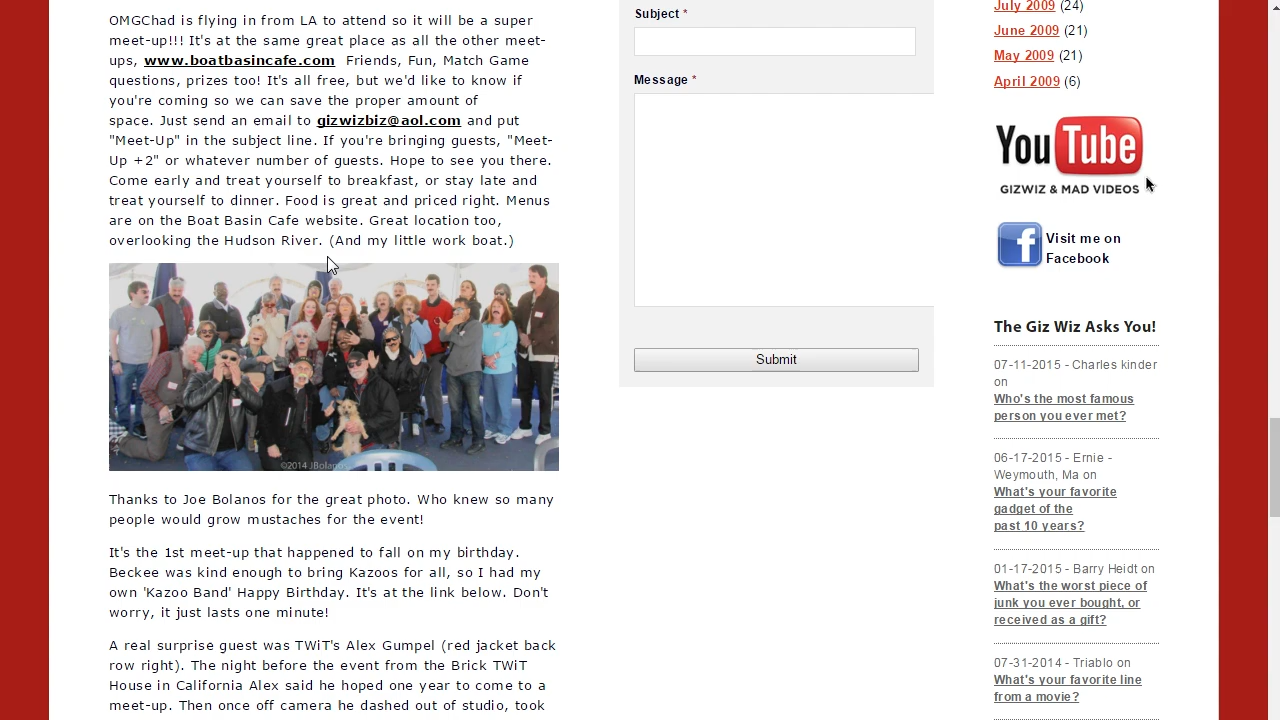 OMGChad is flying in from LA to attend so it will be a super
meet-up!!! It's at the same great place as all the other meet-
ups, www.boatbasincafe.com Friends, Fun, Match Game
questions, prizes too! It's all free, but we'd like to know if
you're coming so we can save the proper amount of
space. Just send an email to gizwizbiz@aol.com and put
"Meet-Up" in the subject line. If you're bringing guests, "Meet-
Up +2" or whatever number of guests. Hope to see you there.
Come early and treat yourself to breakfast, or stay late and
treat yourself to dinner. Food is great and priced right. Menus
are on the Boat Basin Cafe website. Great location too,
overlooking the Hudson River. (And my little work boat.)
©2014 JBolanos
Thanks to Joe Bolanos for the great photo. Who knew so many
people would grow mustaches for the event!
It's the 1st meet-up that happened to fall on my birthday.
Beckee was kind enough to bring Kazoos for all, so I had my
own 'Kazoo Band' Happy Birthday. It's at the link below. Don't
worry, it just lasts one minute!
A real surprise guest was TWiT's Alex Gumpel (red jacket back
row right). The night before the event from the Brick TWiT
House in California Alex said he hoped one year to come to a
meet-up. Then once off camera he dashed out of studio, took
Subject *
Message *
Submit
July 2009 (24)
June 2009 (21)
May 2009 (21)
April 2009 (6)
You Tube
GIZWIZ & MAD VIDEOS
f Visit me on
Facebook
The Giz Wiz Asks You!
07-11-2015 - Charles kinder
on
Who's the most famous
person you ever met?
06-17-2015 - Ernie -
Weymouth, Ma on
What's your favorite
gadget of the
past 10 years?
01-17-2015 - Barry Heidt on
What's the worst piece of
junk you ever bought, or
received as a gift?
07-31-2014 - Triablo on
What's your favorite line
from a movie?